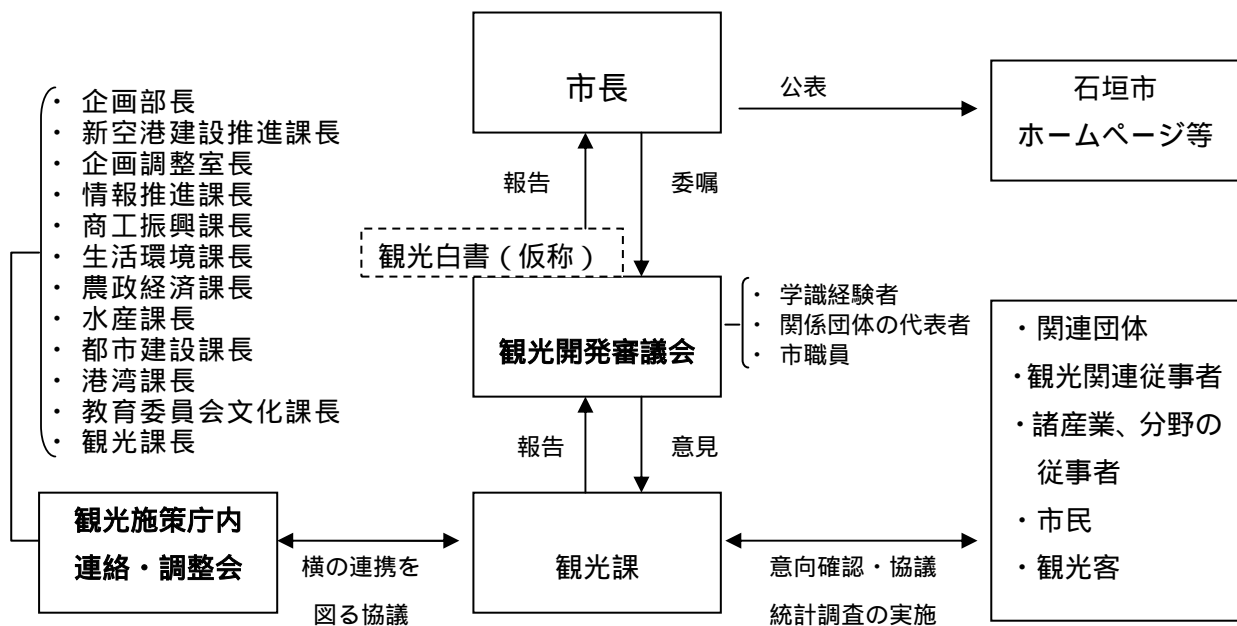 市長
公表
石垣市
ホームページ等
・ 企画部長
・ 新空港建設推進課長
・ 企画調整室長
・ 情報推進課長
・ 商工振興課長
・ 生活環境課長
・ 農政経済課長
・ 水産課長
・ 都市建設課長
・ 港湾課長
・ 教育委員会文化課長
・ 観光課長
報告
委嘱
観光白書（仮称）
観光開発審議会
・ 学識経験者
・ 関係団体の代表者
・ 市職員
報告
意見
・関連団体
・観光関連従事者
・諸産業、分野の
従事者
・市民
・観光客
観光施策庁内
連絡・調整会
横の連携を
図る協議
観光課
意向確認・協議
統計調査の実施